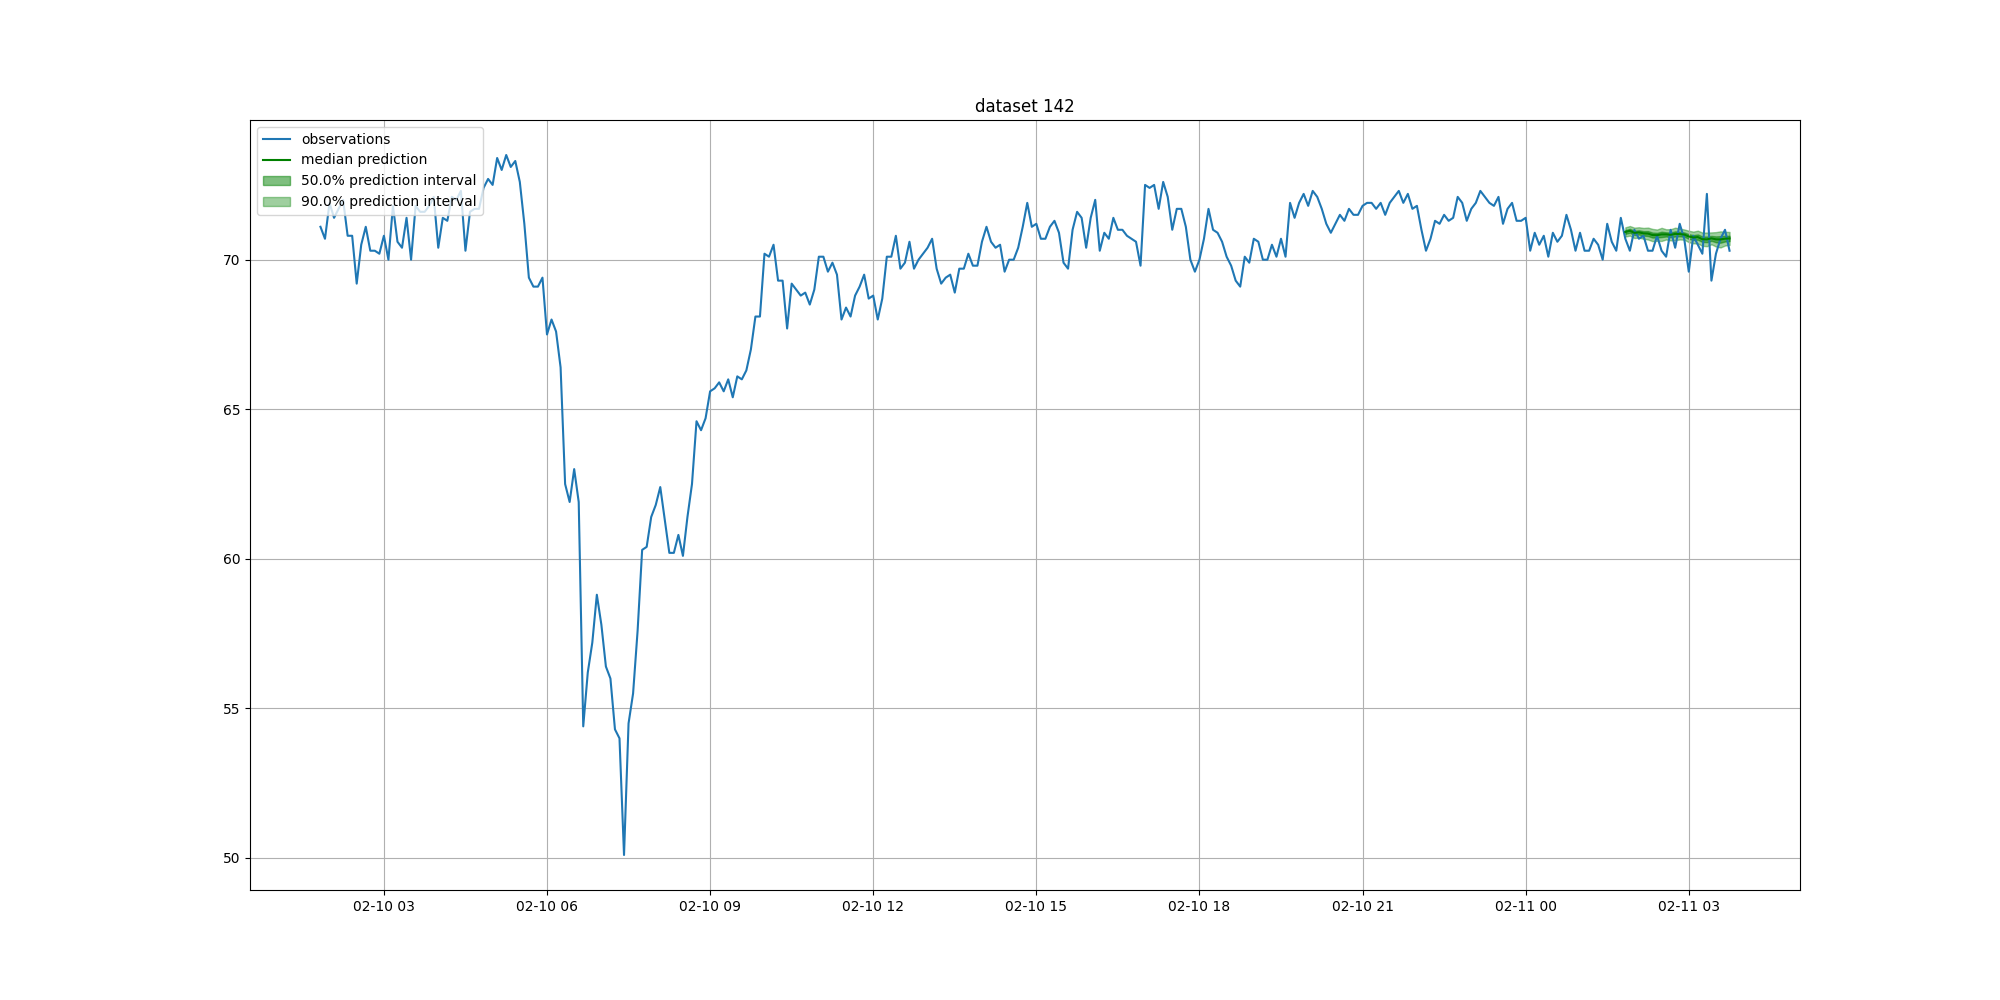 dataset 142
observations
median prediction
50.0% prediction interval
90.0% prediction interval
70
65
60
55
50
02-10 03
02-10 06
02-10 09
02-10 12
02-10 15
02-10 18
02-10 21
02-11 00
02-11 03